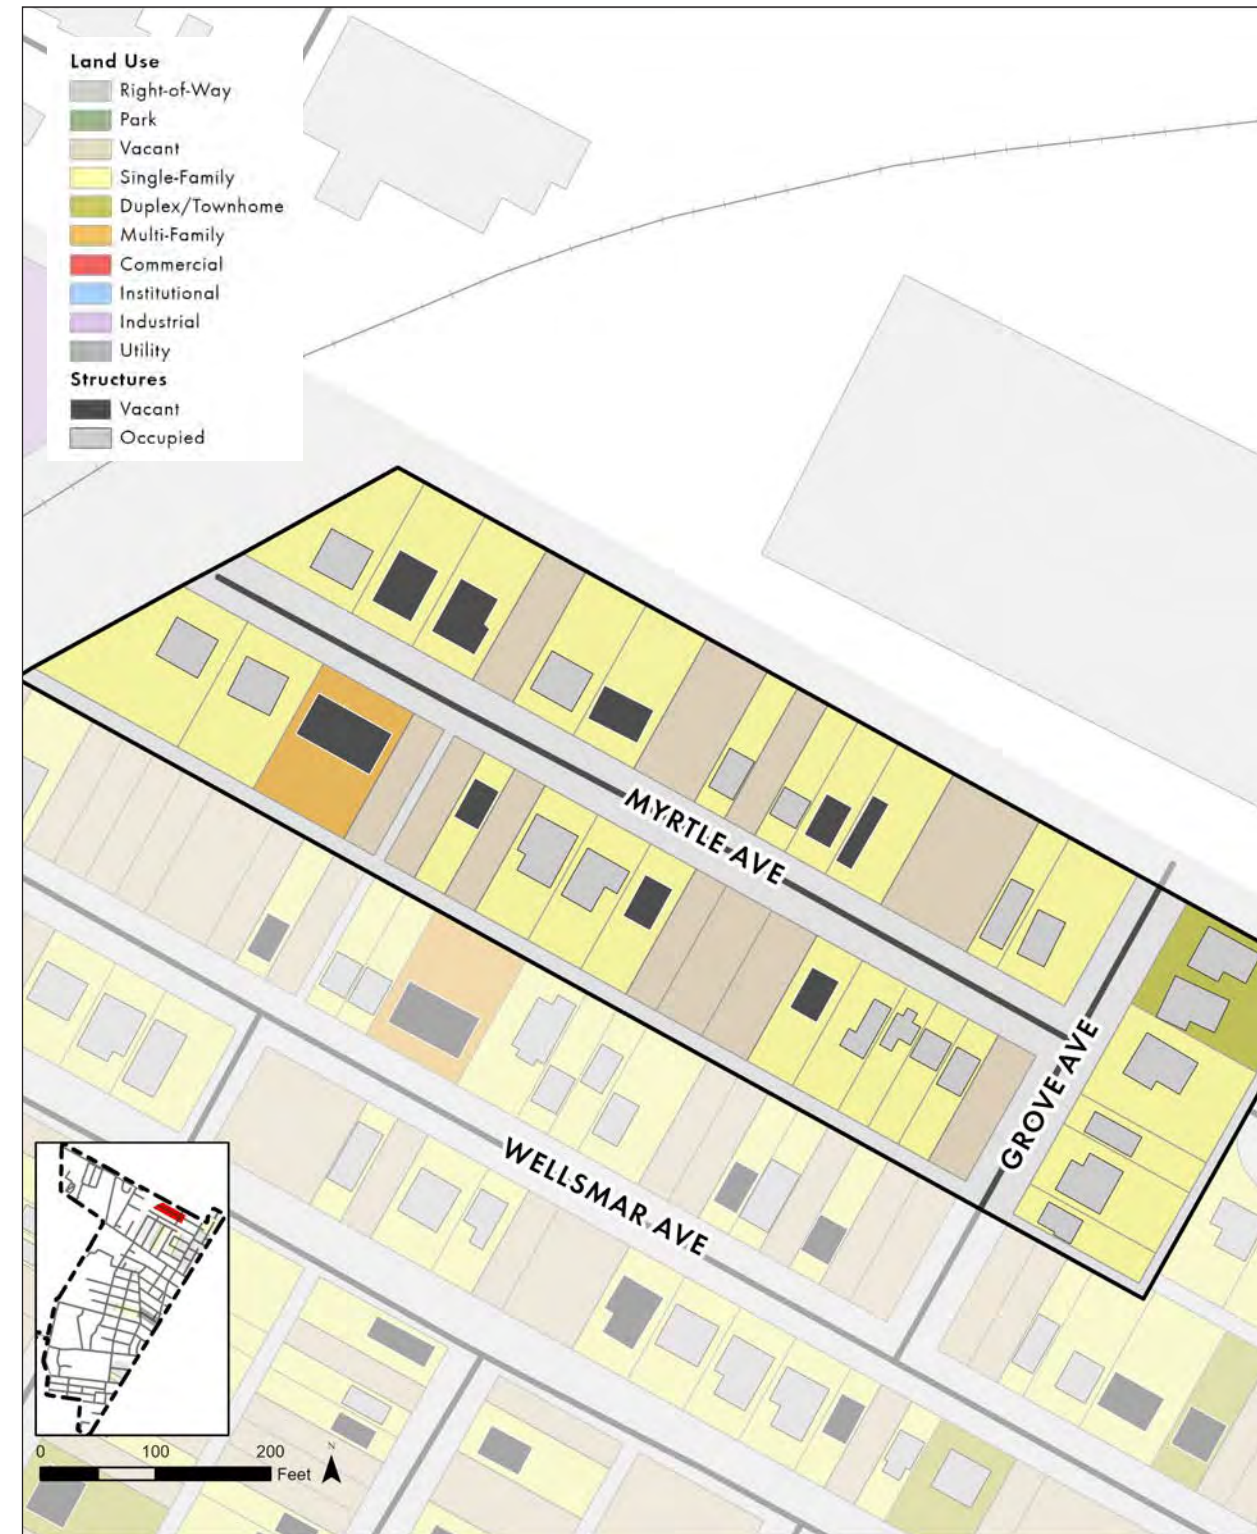 Land Use
Right-of-Way
Park
Vacant
Single-Family
Duplex/Townhome
Multi-Family
Commercial
Institutional
Industrial
Utility
Structures
Vacant
Occupied
MYRTLE AVE
GROVE AVE
WELLSMAR AVE
0 100 200
Feet
N